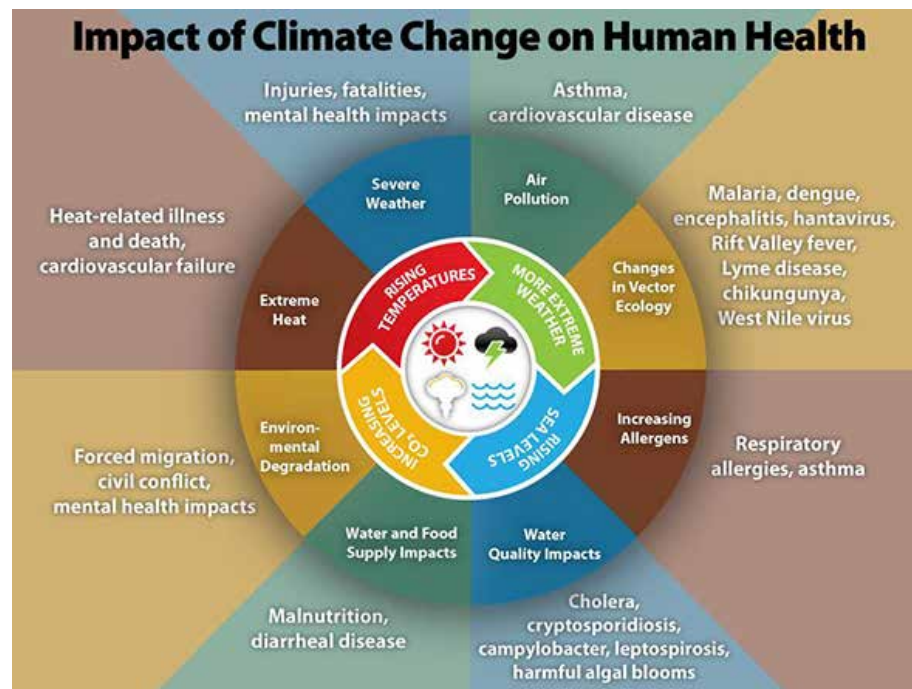 Impact of Climate Change on Human Health
Injuries, fatalities,
mental health impacts
Asthma,
cardiovascular disease
Severe
Weather
Air
Pollution
Heat-related illness
and death,
cardiovascular failure
Malaria, dengue,
encephalitis, hantavirus,
Rift Valley fever,
Lyme disease,
chikungunya,
West Nile virus
Extreme
Heat
Changes
in Vector
Ecology
RISING
TEMPERATURES
MORE EXTREME
WEATHER
INCREASING
CO₂ LEVELS
RISING
SEA LEVELS
Environ-
mental
Degradation
Increasing
Allergens
Forced migration,
civil conflict,
mental health impacts
Respiratory
allergies, asthma
Water and Food
Supply Impacts
Water
Quality Impacts
Malnutrition,
diarrheal disease
Cholera,
cryptosporidiosis,
campylobacter, leptospirosis,
harmful algal blooms